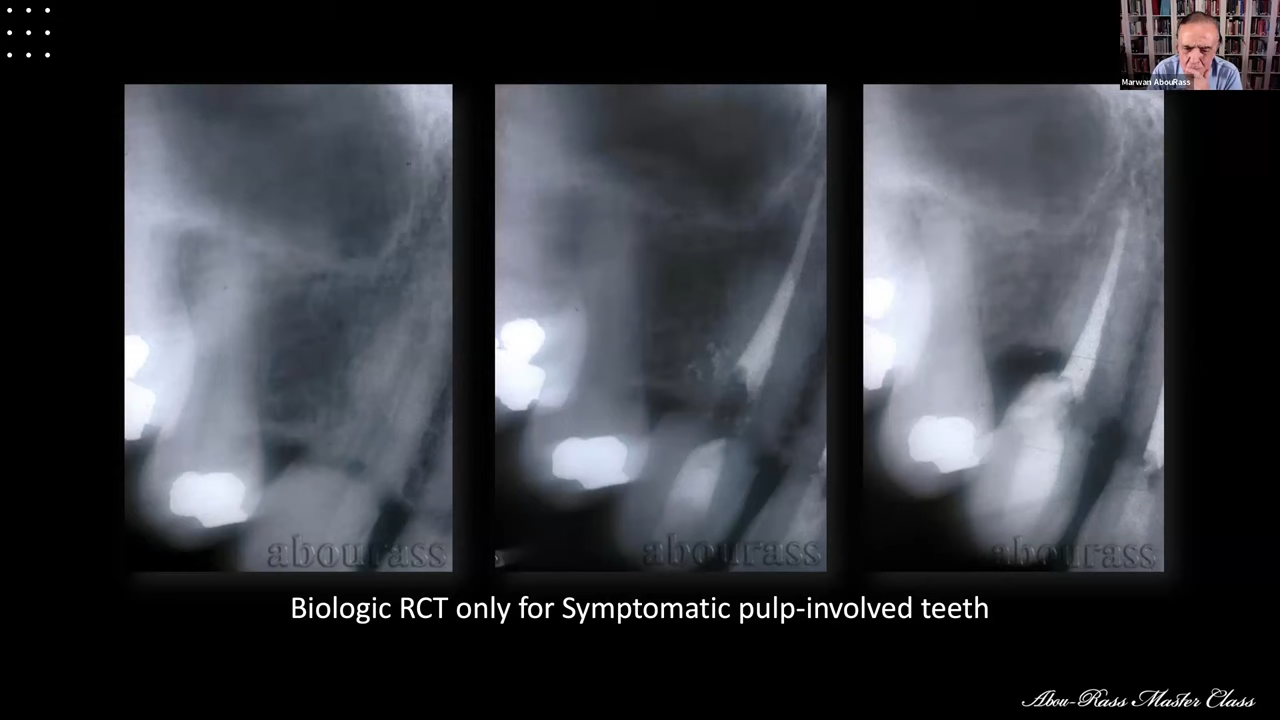 Marwan AbouRass
abourass
abourass
abourass
Biologic RCT only for Symptomatic pulp-involved teeth
Abou-Rass Master Class